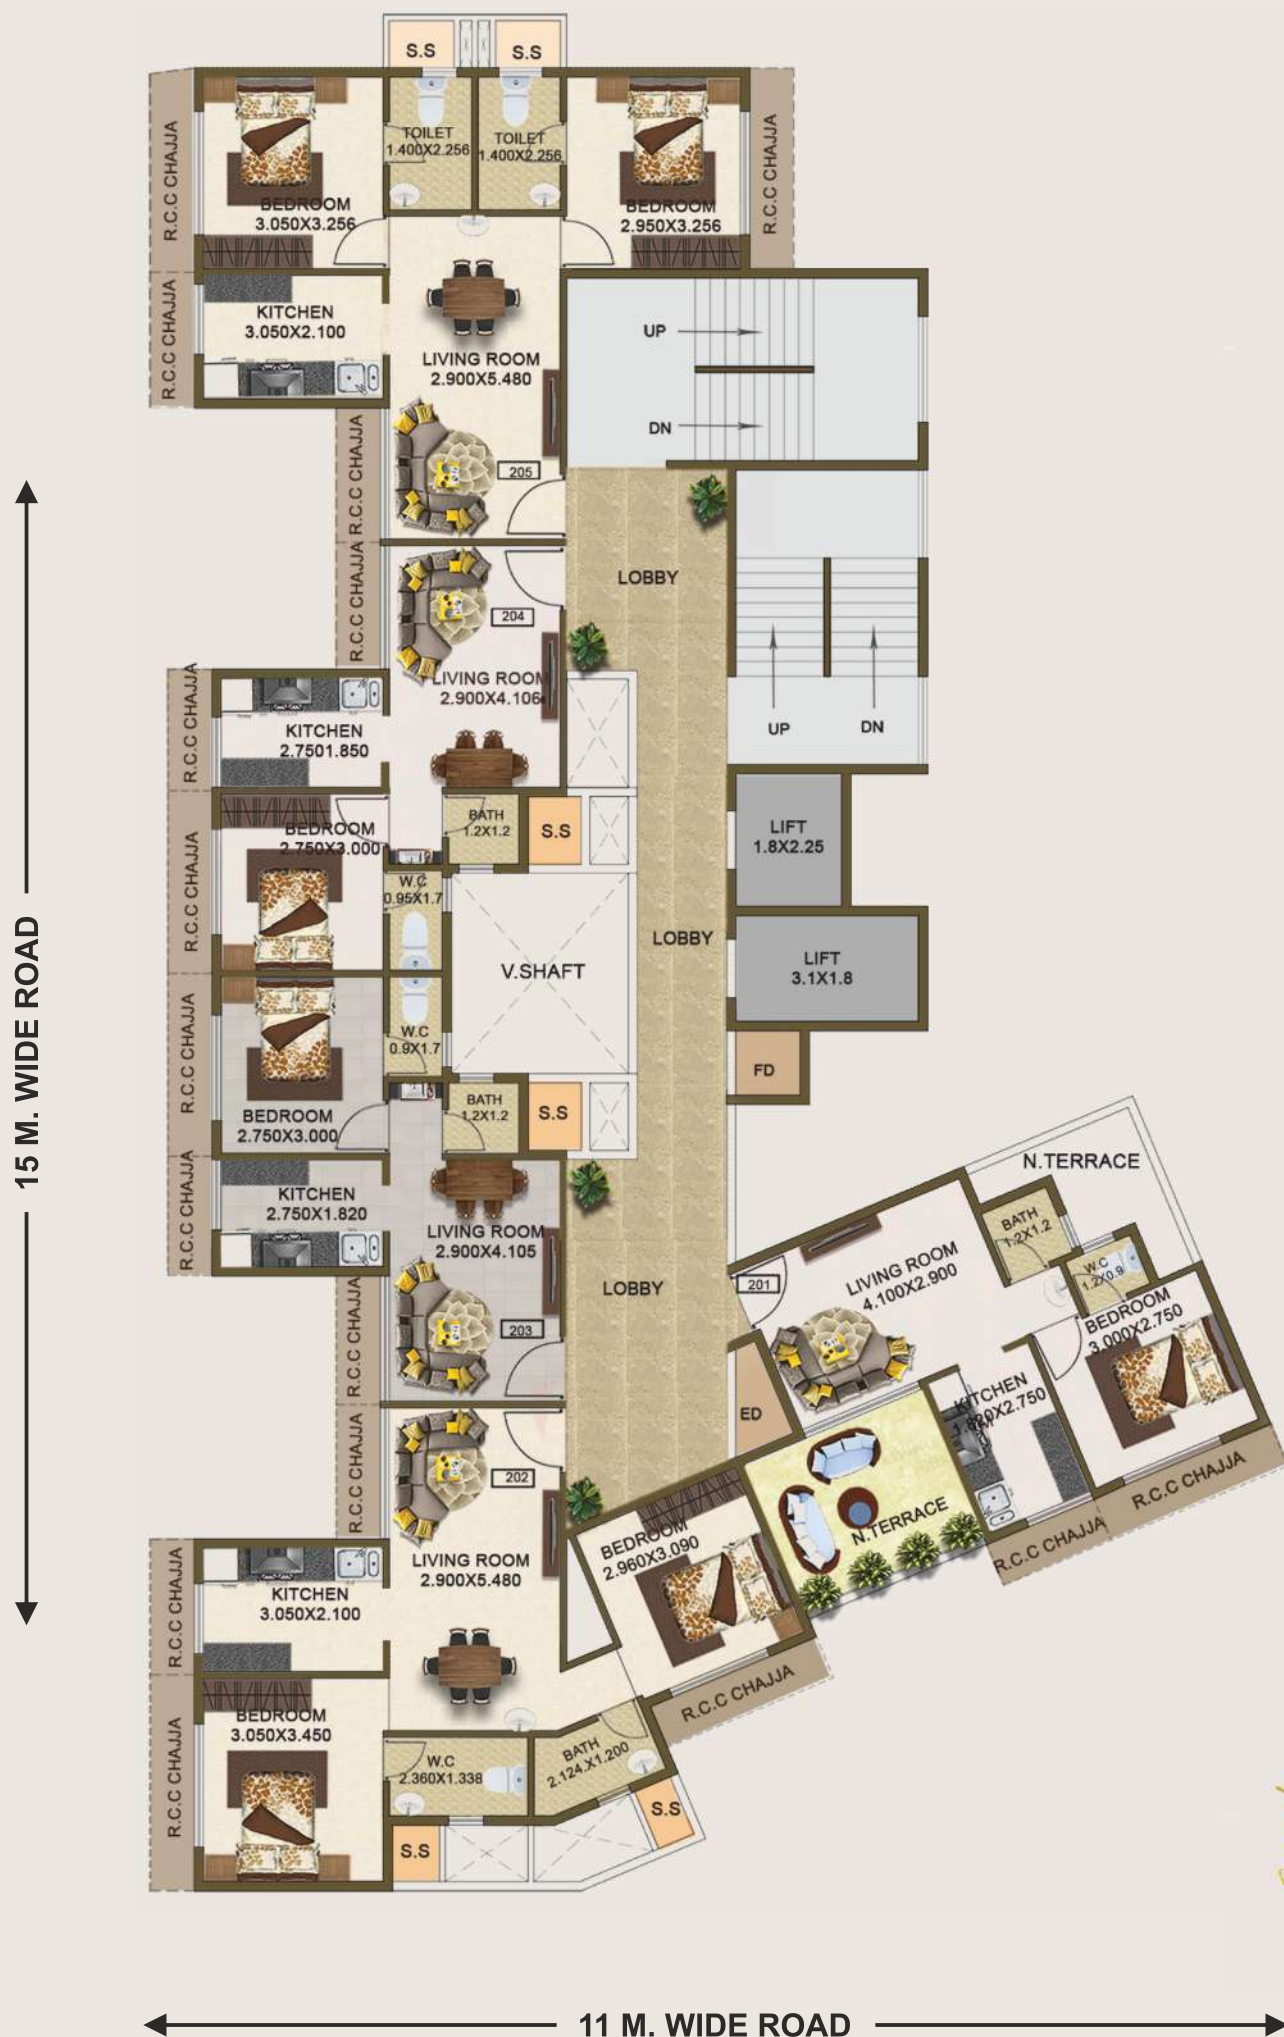 S.S
S.S
TOILET
1.400X2.256
TOILET
1.400X2.256
R.C.C CHAJJA
BEDROOM
3.050X3.256
BEDROOM
2.950X3.256
R.C.C CHAJJA
R.C.C CHAJJA
KITCHEN
3.050X2.100
UP
LIVING ROOM
2.900X5.480
DN
R.C.C CHAJJA
205
LOBBY
R.C.C CHAJJA
204
LIVING ROOM
2.900X4.106
R.C.C CHAJJA
KITCHEN
2.7501.850
UP
DN
BEDROOM
2.750X3.000
BATH
1.2X1.2
S.S
LIFT
1.8X2.25
R.C.C CHAJJA
W.C
0.95X1.7
LOBBY
V.SHAFT
LIFT
3.1X1.8
15 M. WIDE ROAD
R.C.C CHAJJA
W.C
0.9X1.7
FD
BEDROOM
2.750X3.000
BATH
1.2X1.2
S.S
N.TERRACE
R.C.C CHAJJA
KITCHEN
2.750X1.820
LIVING ROOM
2.900X4.105
BATH
1.2X1.2
LIVING ROOM
4.100X2.900
W.C
1.2X0.9
201
LOBBY
BEDROOM
3.000X2.750
R.C.C CHAJJA
203
KITCHEN
1.820X2.750
ED
R.C.C CHAJJA
202
R.C.C CHAJJA
N.TERRACE
BEDROOM
2.960X3.090
R.C.C CHAJJA
LIVING ROOM
2.900X5.480
R.C.C CHAJJA
KITCHEN
3.050X2.100
R.C.C CHAJJA
BEDROOM
3.050X3.450
R.C.C CHAJJA
W.C
2.360X1.338
BATH
2.124.X1.200
S.S
S.S
11 M. WIDE ROAD